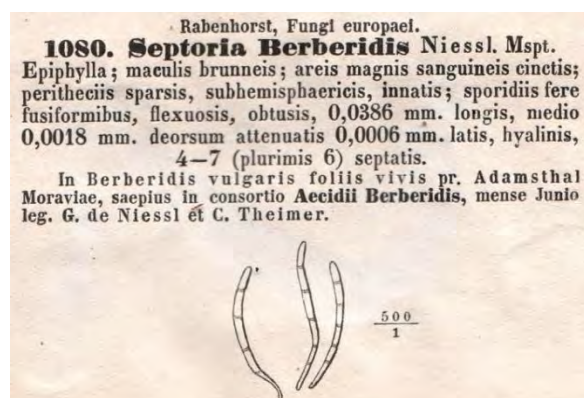 Rabenhorst, Fungi europaei.
1080. Septoria Berberidis Niessl. Mspt.
Epiphylla; maculis brunneis; areis magnis sanguineis cinctis;
peritheciis sparsis, subhemisphaericis, innatis; sporidiis fere
fusiformibus, flexuosis, obtusis, 0,0386 mm. longis, medio
0,0018 mm. deorsum attenuatis 0,0006 mm. latis, hyalinis,
4—7 (plurimis 6) septatis.
In Berberidis vulgaris foliis vivis pr. Adamsthal
Moraviae, saepius in consortio Aecidii Berberidis, mense Junio
leg. G. de Niessl et C. Theimer.
500
1